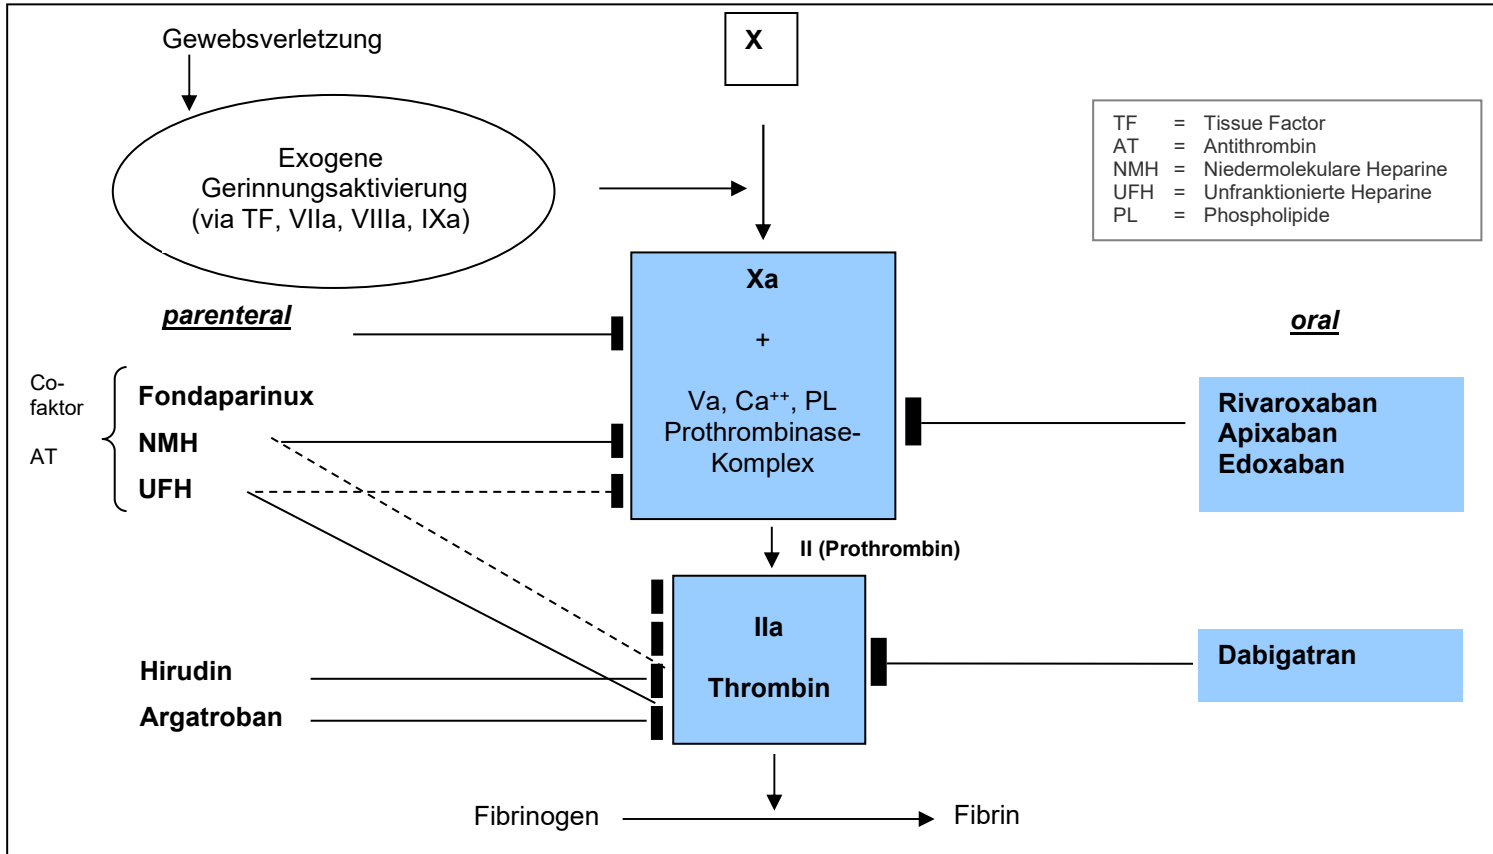 Gewebsverletzung
X
Exogene
Gerinnungsaktivierung
(via TF, VIIa, VIIIa, IXa)
TF = Tissue Factor
AT = Antithrombin
NMH = Niedermolekulare Heparine
UFH = Unfranktionierte Heparine
PL = Phospholipide
parenteral
Xa
+
Va, Ca⁺⁺, PL
Prothrombinase-
Komplex
oral
Co-
faktor
AT
Fondaparinux
NMH
UFH
Rivaroxaban
Apixaban
Edoxaban
II (Prothrombin)
IIa
Thrombin
Hirudin
Argatroban
Dabigatran
Fibrinogen
Fibrin